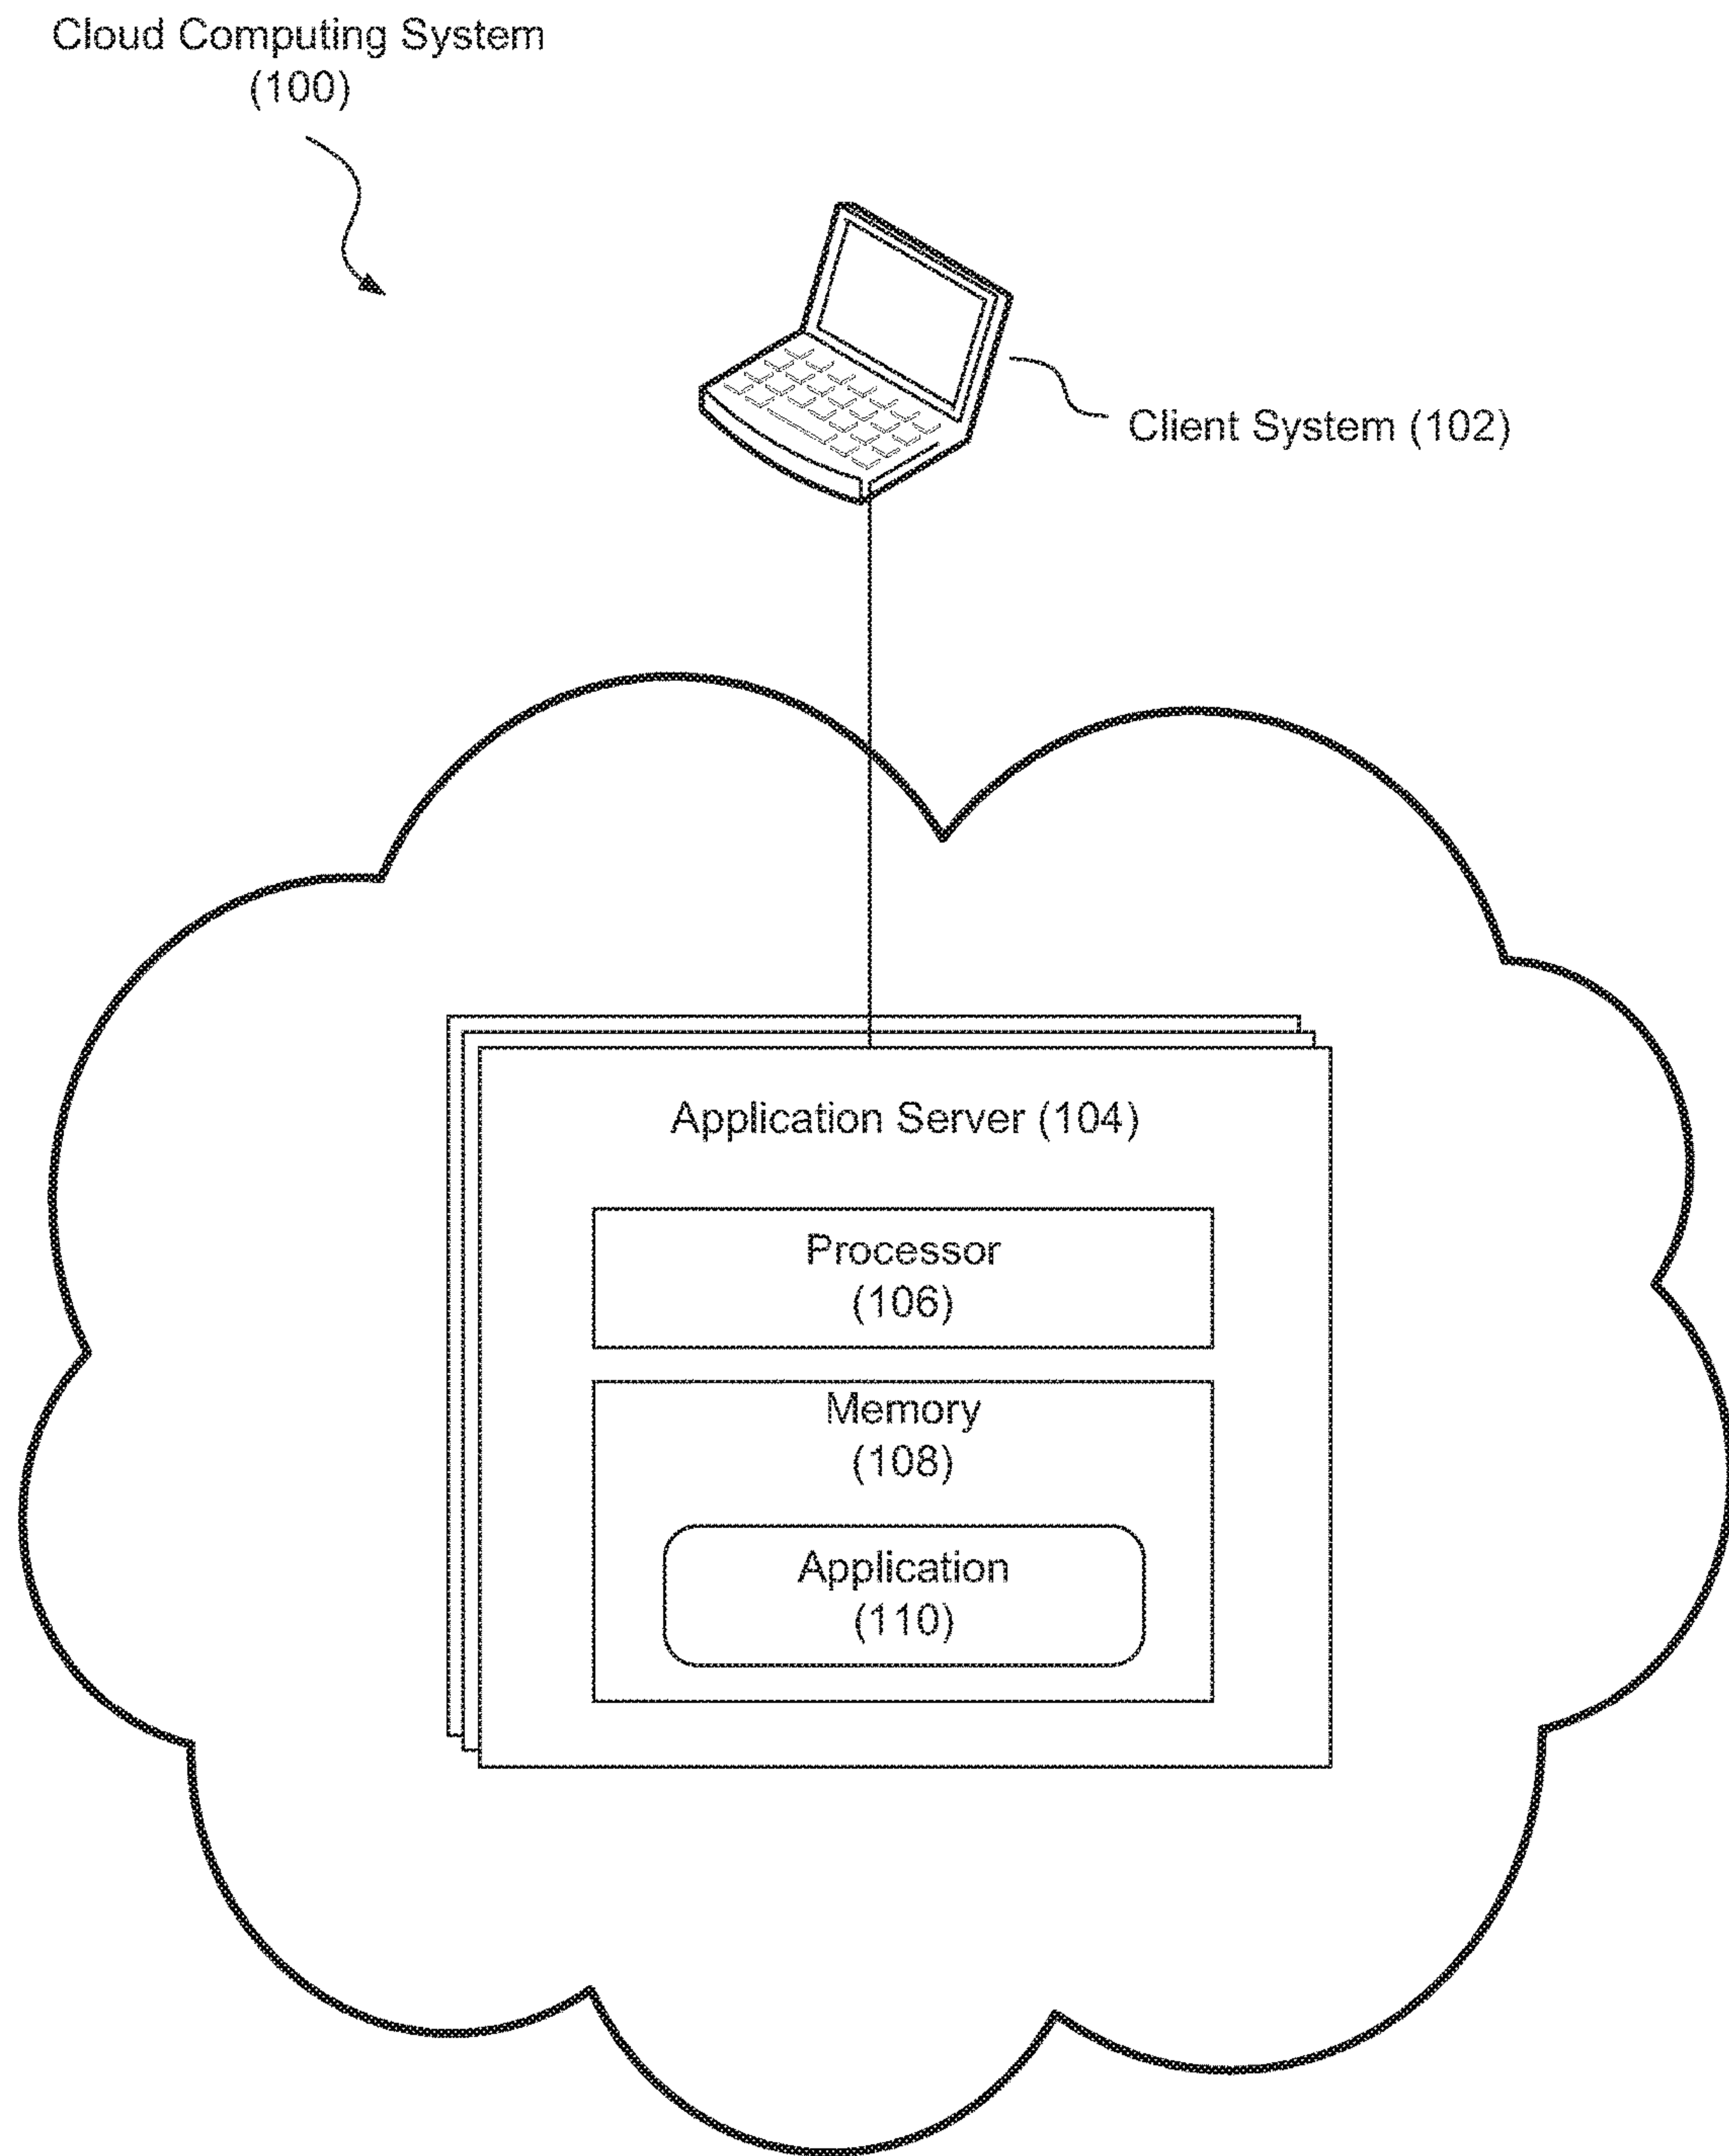 Cloud Computing System
(100)
Client System (102)
Application Server (104)
Processor
(106)
Memory
(108)
Application
(110)